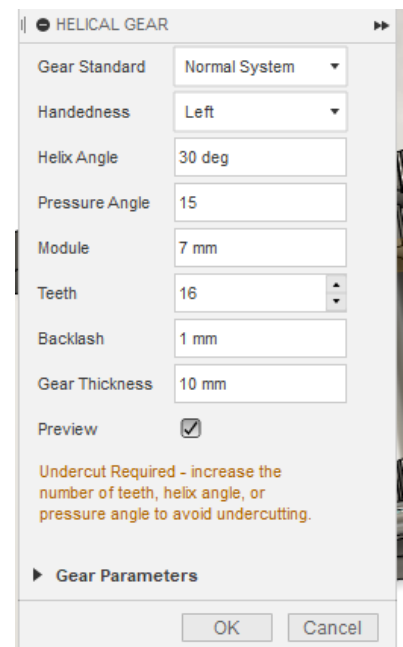 HELICAL GEAR
Gear Standard Normal System
Handedness Left
Helix Angle 30 deg
Pressure Angle 15
Module 7 mm
Teeth 16
Backlash 1 mm
Gear Thickness 10 mm
Preview
Undercut Required - increase the
number of teeth, helix angle, or
pressure angle to avoid undercutting.
Gear Parameters
OK Cancel